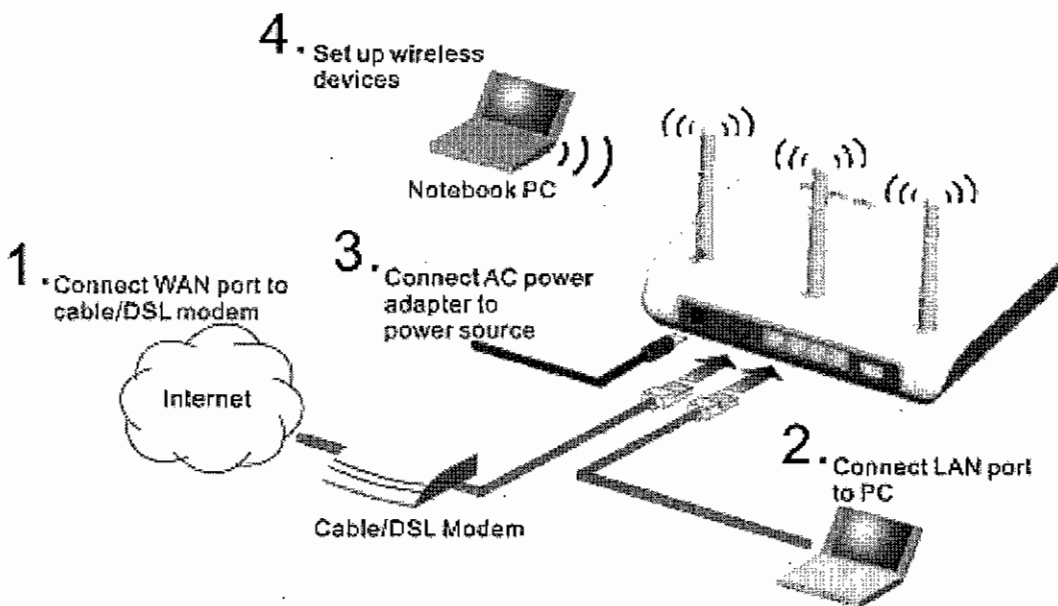 4. Set up wireless
devices
Notebook PC
1. Connect WAN port to
cable/DSL modem
Internet
3. Connect AC power
adapter to
power source
Cable/DSL Modem
2. Connect LAN port
to PC